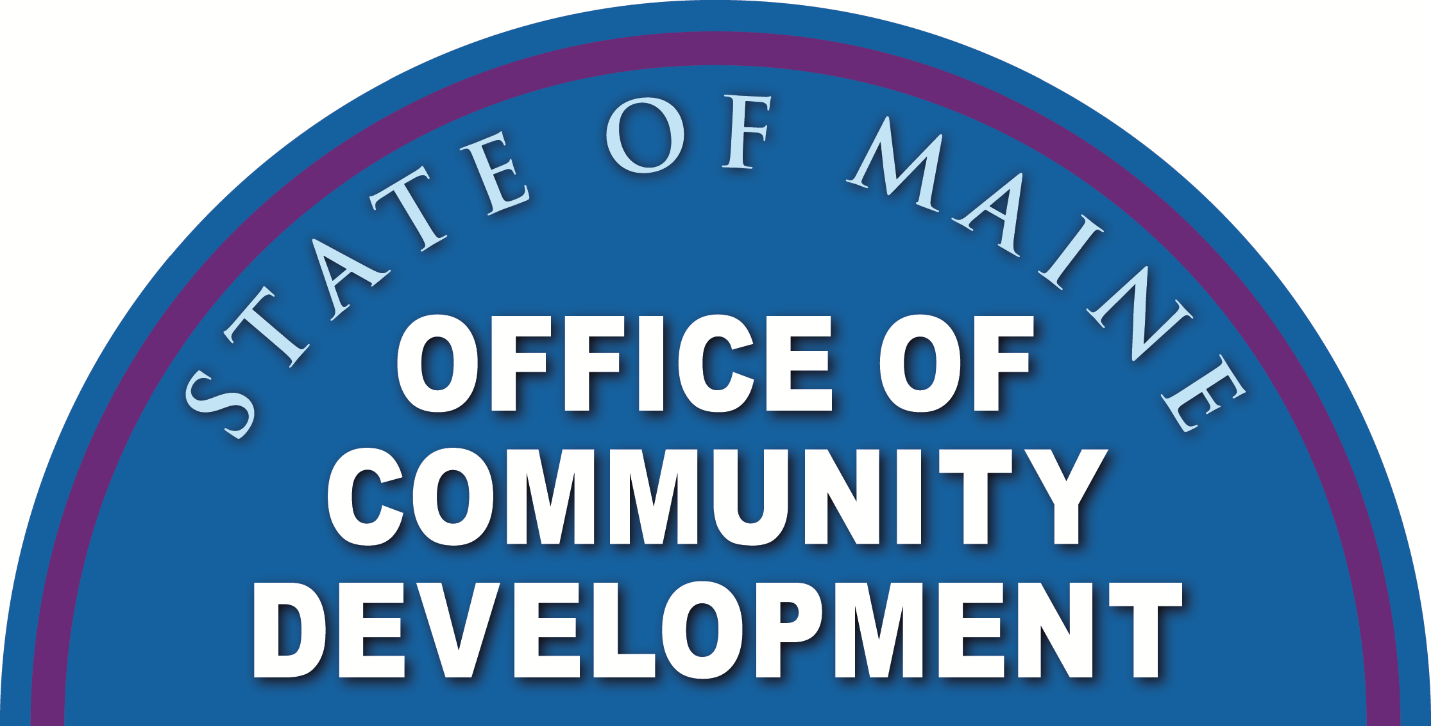 STATE OF MAINE
OFFICE OF
COMMUNITY
DEVELOPMENT